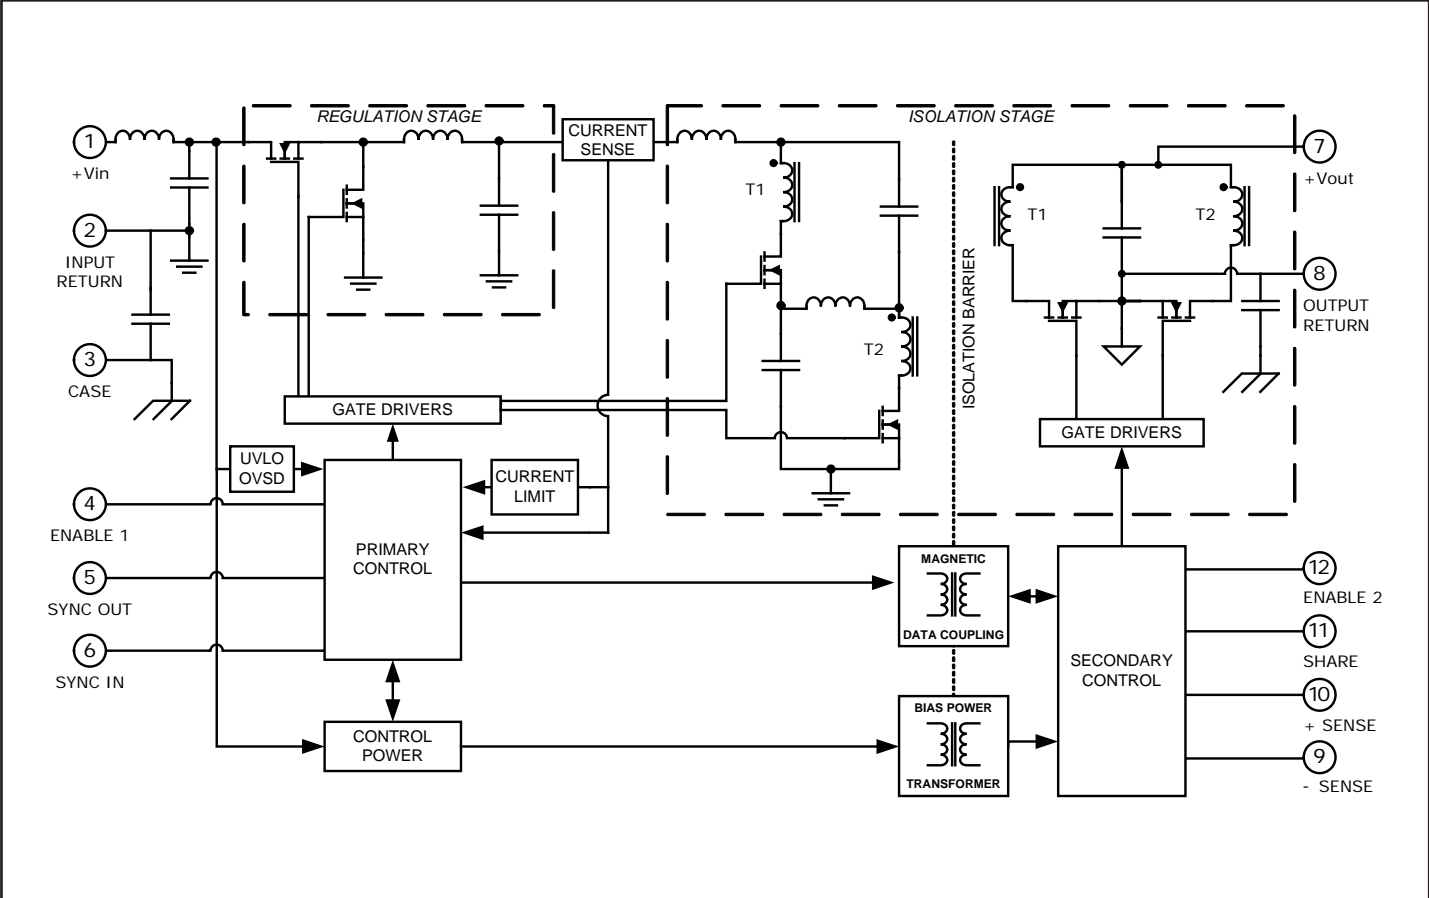 REGULATION STAGE
ISOLATION STAGE
1
+Vin
CURRENT
SENSE
7
+Vout
T1
T1
T2
2
INPUT
RETURN
8
OUTPUT
RETURN
ISOLATION BARRIER
T2
3
CASE
GATE DRIVERS
GATE DRIVERS
UVLO
OVSD
CURRENT
LIMIT
4
ENABLE 1
PRIMARY
CONTROL
MAGNETIC
DATA COUPLING
5
SYNC OUT
12
ENABLE 2
11
SHARE
6
SYNC IN
SECONDARY
CONTROL
10
+ SENSE
CONTROL
POWER
BIAS POWER
TRANSFORMER
9
- SENSE